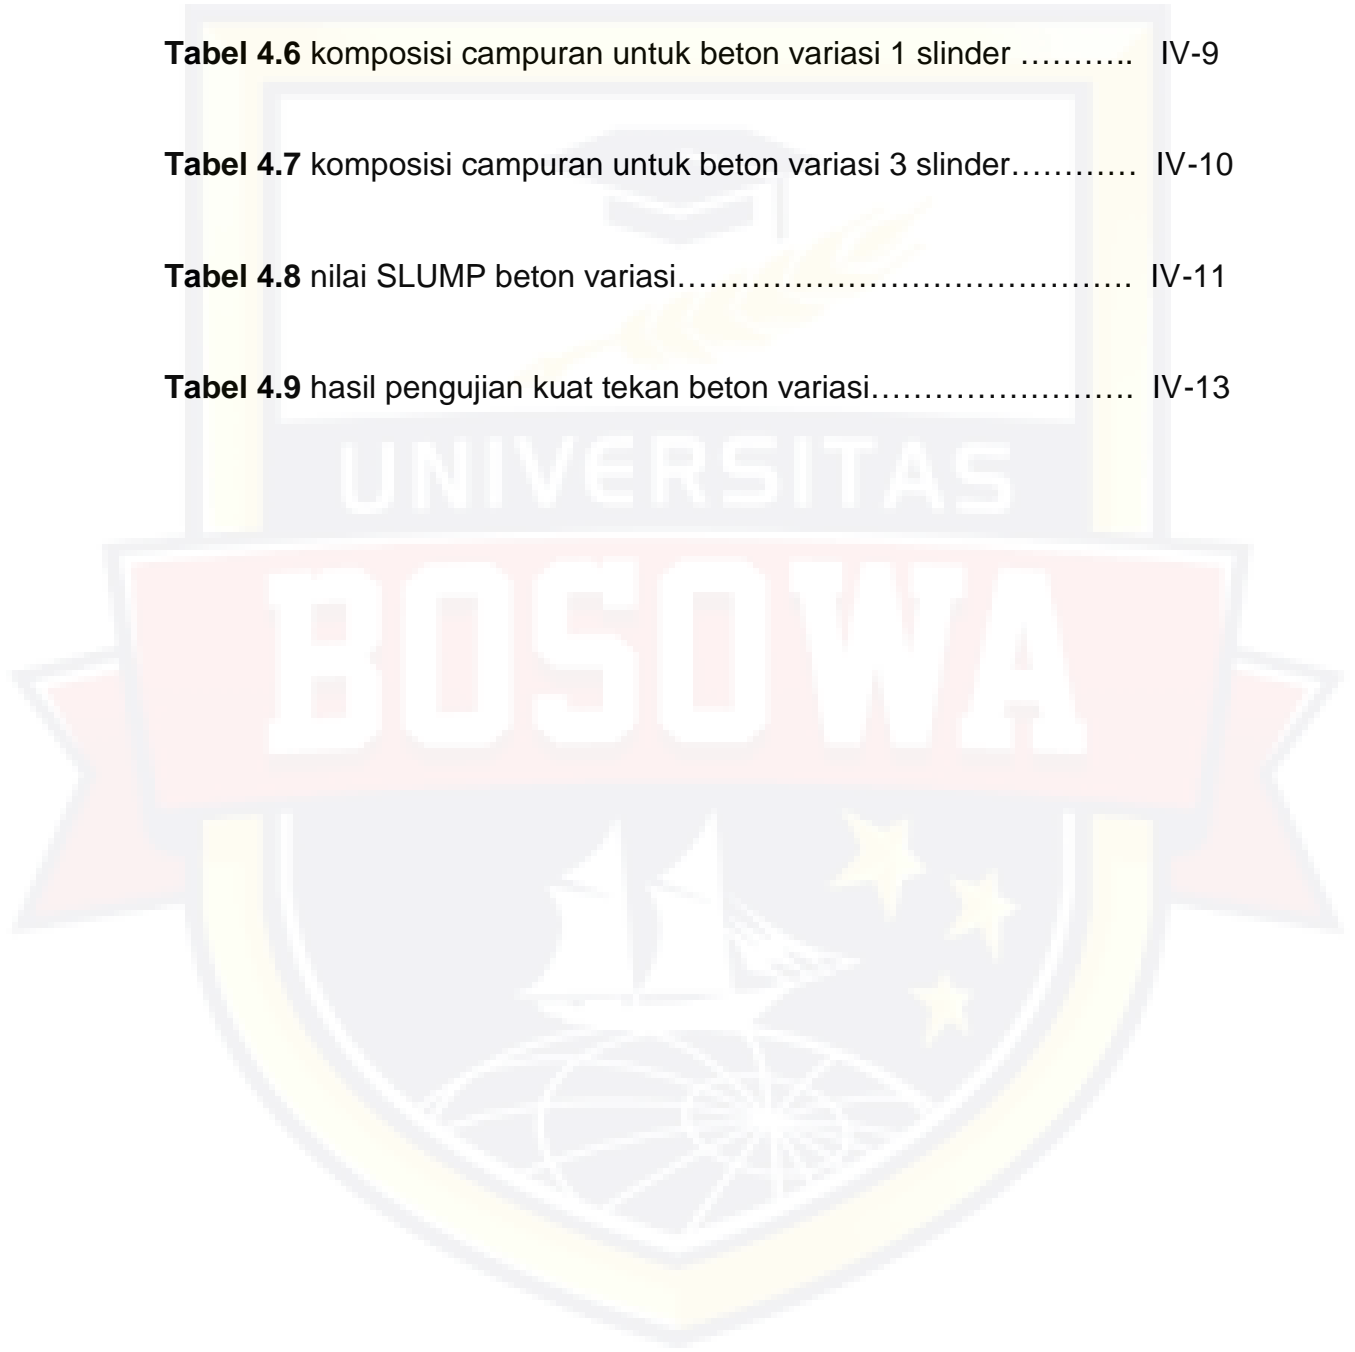 Tabel 4.6 komposisi campuran untuk beton variasi 1 slinder ……….. IV-9
Tabel 4.7 komposisi campuran untuk beton variasi 3 slinder………… IV-10
Tabel 4.8 nilai SLUMP beton variasi……………………………………. IV-11
Tabel 4.9 hasil pengujian kuat tekan beton variasi……………………. IV-13
UNIVERSITAS
BOSOWA